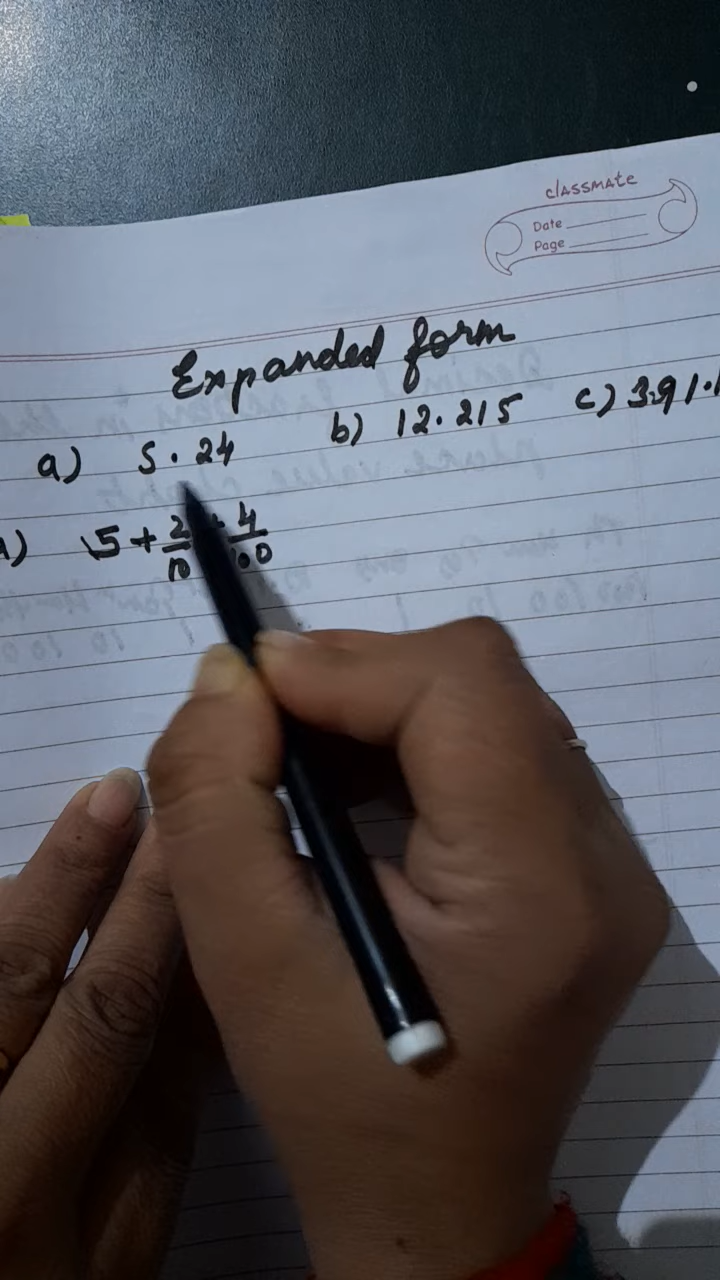 classmate
Date
Page
Expanded form
a) 5.24 b) 12.215 c) 3.91.
5 + 2/10 + 4/100